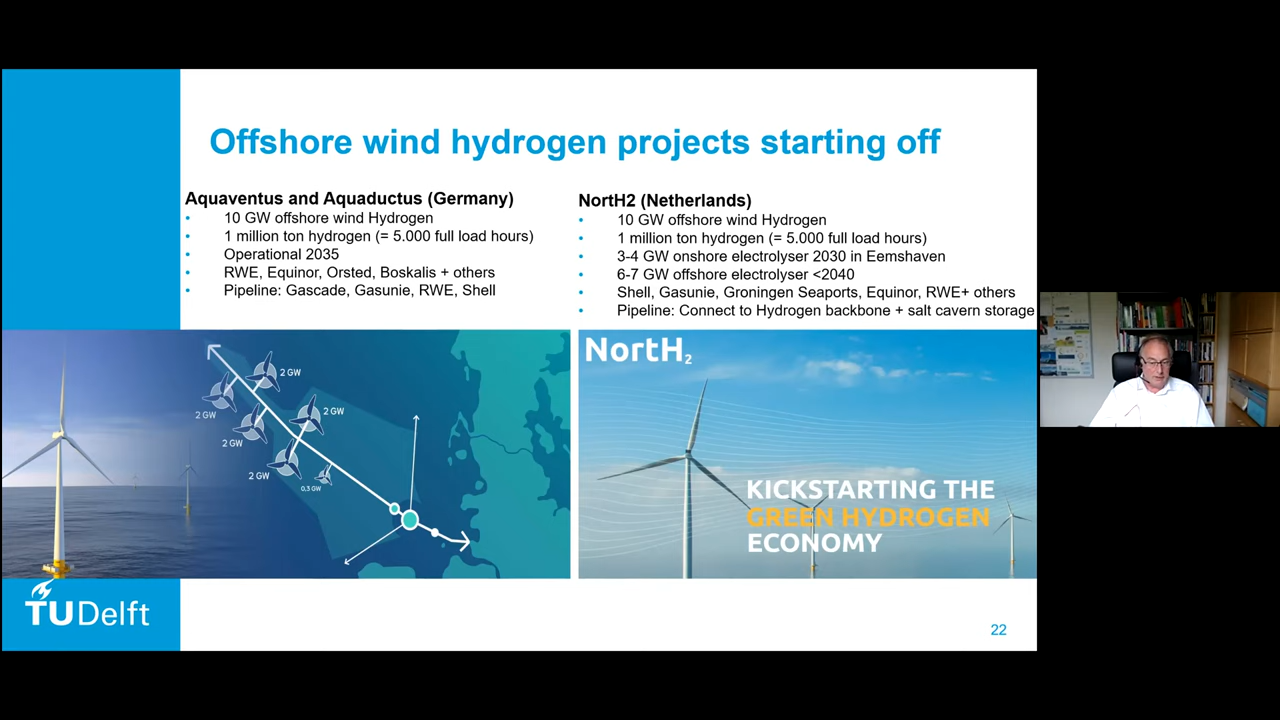 Offshore wind hydrogen projects starting off
Aquaventus and Aquaductus (Germany)
• 10 GW offshore wind Hydrogen
• 1 million ton hydrogen (= 5.000 full load hours)
• Operational 2035
• RWE, Equinor, Orsted, Boskalis + others
• Pipeline: Gascade, Gasunie, RWE, Shell
NortH2 (Netherlands)
• 10 GW offshore wind Hydrogen
• 1 million ton hydrogen (= 5.000 full load hours)
• 3-4 GW onshore electrolyser 2030 in Eemshaven
• 6-7 GW offshore electrolyser <2040
• Shell, Gasunie, Groningen Seaports, Equinor, RWE+ others
• Pipeline: Connect to Hydrogen backbone + salt cavern storage
2 GW
2 GW
2 GW
2 GW
2 GW
0,3 GW
NortH₂
KICKSTARTING THE
GREEN HYDROGEN
ECONOMY
TUDelft
22